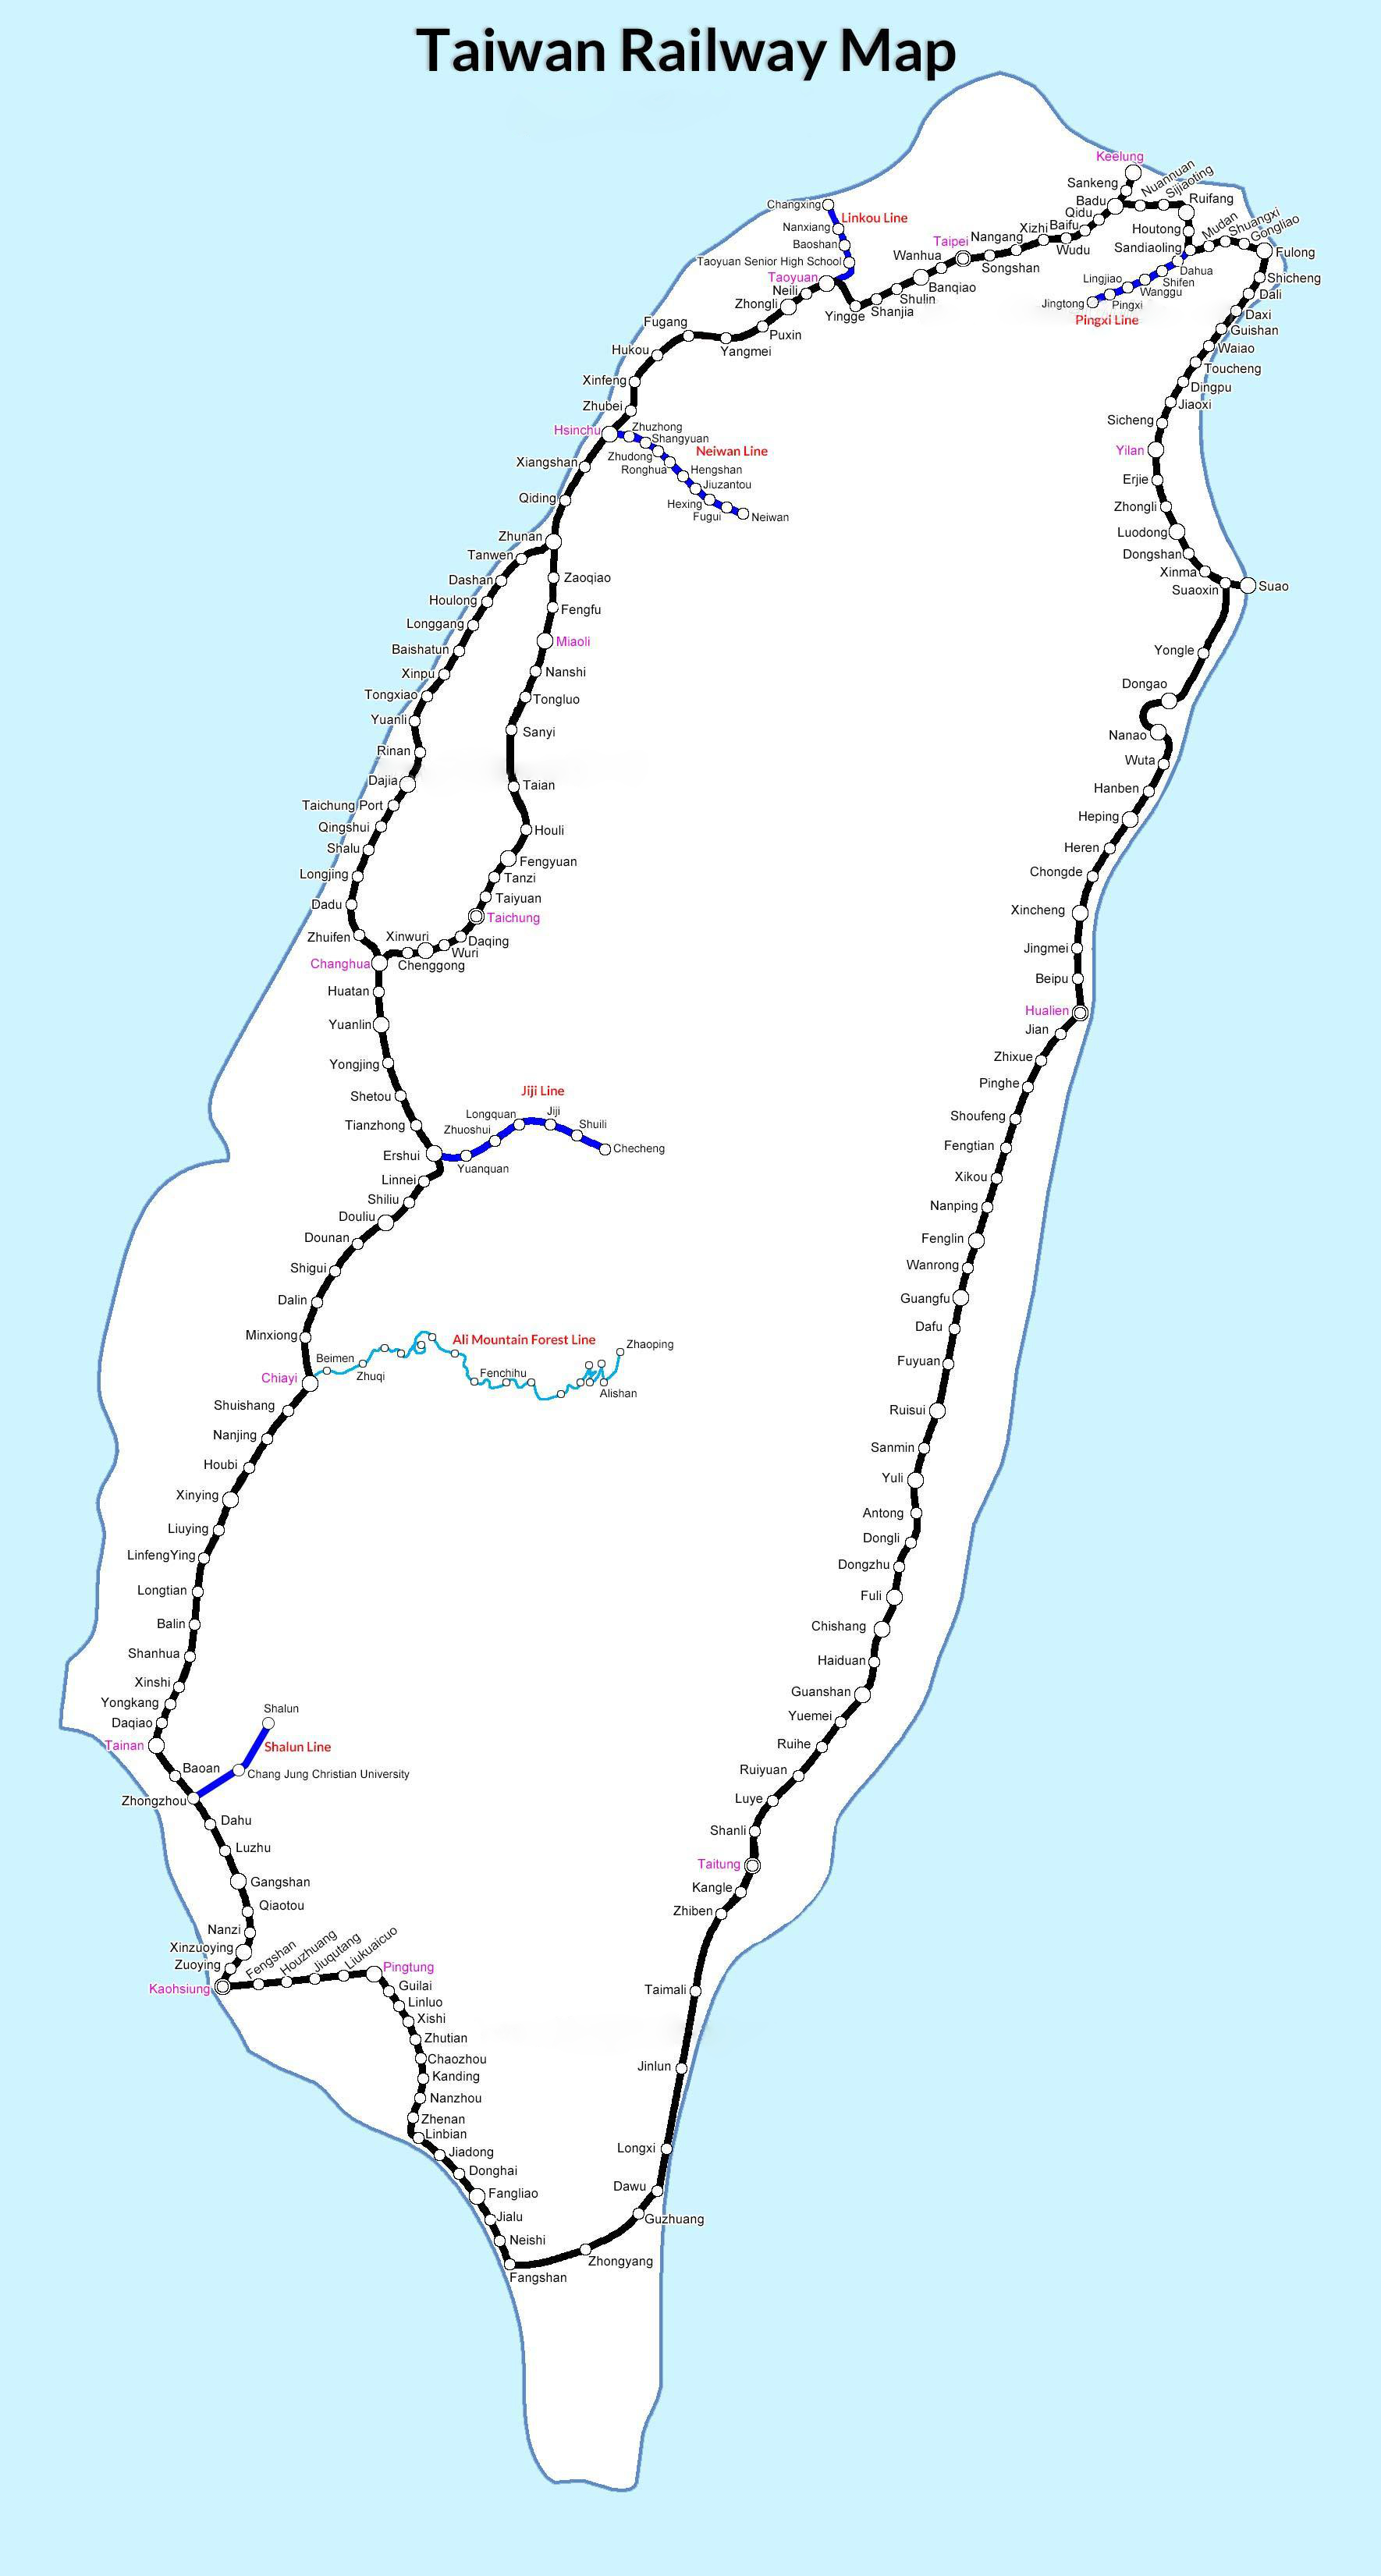 Taiwan Railway Map
Keelung
Sankeng
Nuannuan
Sijiaoting
Badu
Ruifang
Qidu
Baifu
Xizhi
Wudu
Nangang
Songshan
Taipei
Wanhua
Banqiao
Shulin
Shanjia
Yingge
Houtong
Mudan
Shuangxi
Gongliao
Sandiaoling
Fulong
Dahua
Shifen
Wanggu
Lingjiao
Pingxi
Jingtong
Pingxi Line
Changxing
Linkou Line
Nanxiang
Baoshan
Taoyuan Senior High School
Taoyuan
Neili
Zhongli
Puxin
Yangmei
Fugang
Hukou
Xinfeng
Zhubei
Hsinchu
Zhuzhong
Shangyuan
Neiwan Line
Zhudong
Ronghua
Hengshan
Jiuzantou
Hexing
Fugui
Neiwan
Xiangshan
Qiding
Zhunan
Shicheng
Dali
Daxi
Guishan
Waiao
Toucheng
Dingpu
Jiaoxi
Sicheng
Yilan
Erjie
Zhongli
Luodong
Dongshan
Xinma
Suaoxin
Suao
Yongle
Dongao
Nanao
Wuta
Hanben
Heping
Heren
Chongde
Xincheng
Jingmei
Beipu
Hualien
Tanwen
Dashan
Houlong
Longgang
Baishatun
Xinpu
Tongxiao
Yuanli
Rinan
Dajia
Taichung Port
Qingshui
Shalu
Longjing
Dadu
Zhuifen
Zaoqiao
Fengfu
Miaoli
Nanshi
Tongluo
Sanyi
Taian
Houli
Fengyuan
Tanzi
Taiyuan
Taichung
Daqing
Wuri
Xinwuri
Chenggong
Changhua
Huatan
Yuanlin
Yongjing
Shetou
Tianzhong
Ershui
Jiji Line
Yuanquan
Zhuoshui
Longquan
Jiji
Shuili
Checheng
Linnei
Shiliu
Douliu
Dounan
Shigui
Dalin
Minxiong
Chiayi
Ali Mountain Forest Line
Beimen
Zhuqi
Fenchihu
Alishan
Zhaoping
Shuishang
Nanjing
Houbi
Xinying
Liuying
LinfengYing
Longtian
Balin
Shanhua
Xinshi
Yongkang
Daqiao
Tainan
Baoan
Zhongzhou
Shalun
Shalun Line
Chang Jung Christian University
Dahu
Luzhu
Gangshan
Qiaotou
Nanzi
Xinzuoying
Zuoying
Kaohsiung
Fengshan
Houzhuang
Jiuqutang
Liukuaicuo
Pingtung
Guilai
Linluo
Xishi
Zhutian
Chaozhou
Kanding
Nanzhou
Zhenan
Linbian
Jiadong
Donghai
Fangliao
Jialu
Neishi
Fangshan
Jian
Zhixue
Pinghe
Shoufeng
Fengtian
Xikou
Nanping
Fenglin
Wanrong
Guangfu
Dafu
Fuyuan
Ruisui
Sanmin
Yuli
Antong
Dongli
Dongzhu
Fuli
Chishang
Haiduan
Guanshan
Yuemei
Ruihe
Ruiyuan
Luye
Shanli
Taitung
Kangle
Zhiben
Taimali
Jinlun
Longxi
Dawu
Guzhuang
Zhongyang